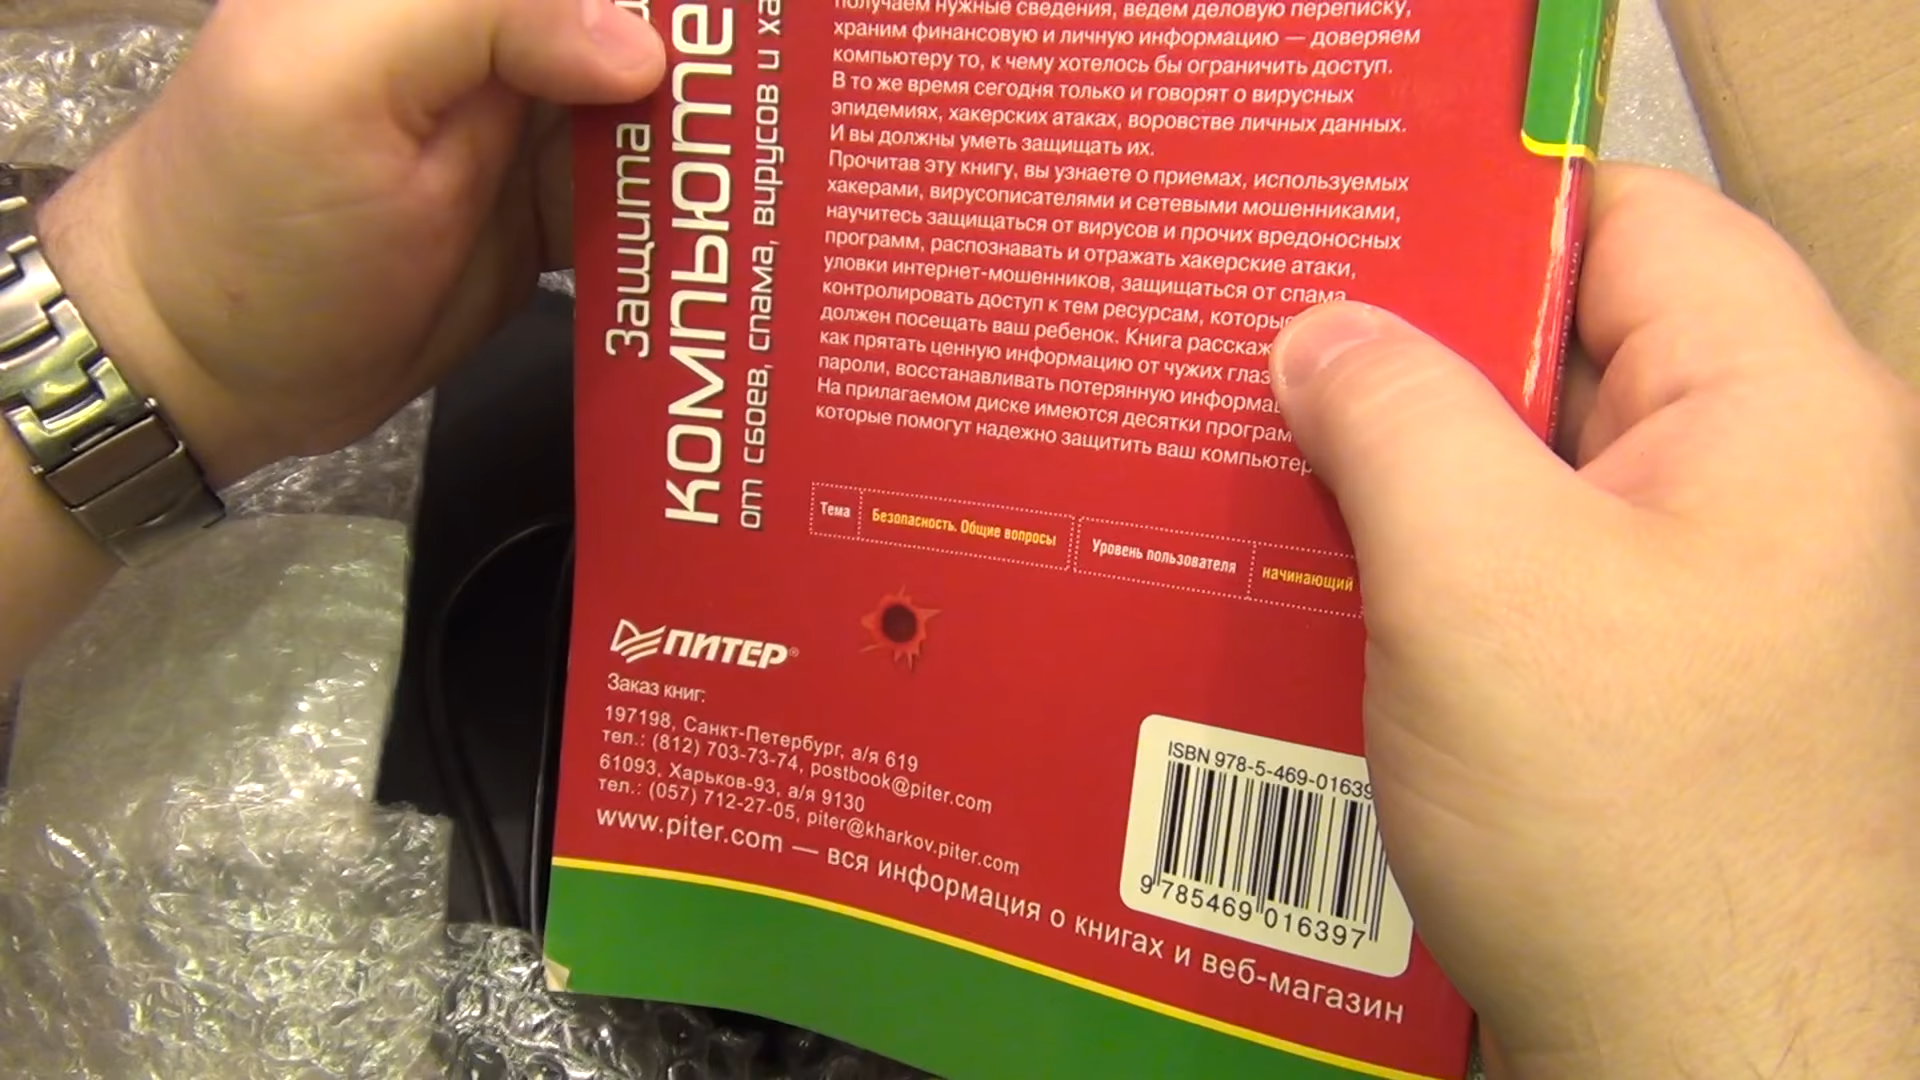 Защита
компьюте
от сбоев, спама, вирусов и ха
получаем нужные сведения, ведем деловую переписку,
храним финансовую и личную информацию — доверяем
компьютеру то, к чему хотелось бы ограничить доступ.
В то же время сегодня только и говорят о вирусных
эпидемиях, хакерских атаках, воровстве личных данных.
И вы должны уметь защищать их.
Прочитав эту книгу, вы узнаете о приемах, используемых
хакерами, вирусописателями и сетевыми мошенниками,
научитесь защищаться от вирусов и прочих вредоносных
программ, распознавать и отражать хакерские атаки,
уловки интернет-мошенников, защищаться от спама,
контролировать доступ к тем ресурсам, которы
должен посещать ваш ребенок. Книга расскаж
как прятать ценную информацию от чужих глаз
пароли, восстанавливать потерянную информац
На прилагаемом диске имеются десятки програм
которые помогут надежно защитить ваш компьютер
Тема Безопасность. Общие вопросы Уровень пользователя начинающий
ПИТЕР®
Заказ книг:
197198, Санкт-Петербург, а/я 619
тел.: (812) 703-73-74, postbook@piter.com
61093, Харьков-93, а/я 9130
тел.: (057) 712-27-05, piter@kharkov.piter.com
www.piter.com — вся информация о книгах и веб-магазин
ISBN 978-5-469-01639
9 785469 016397